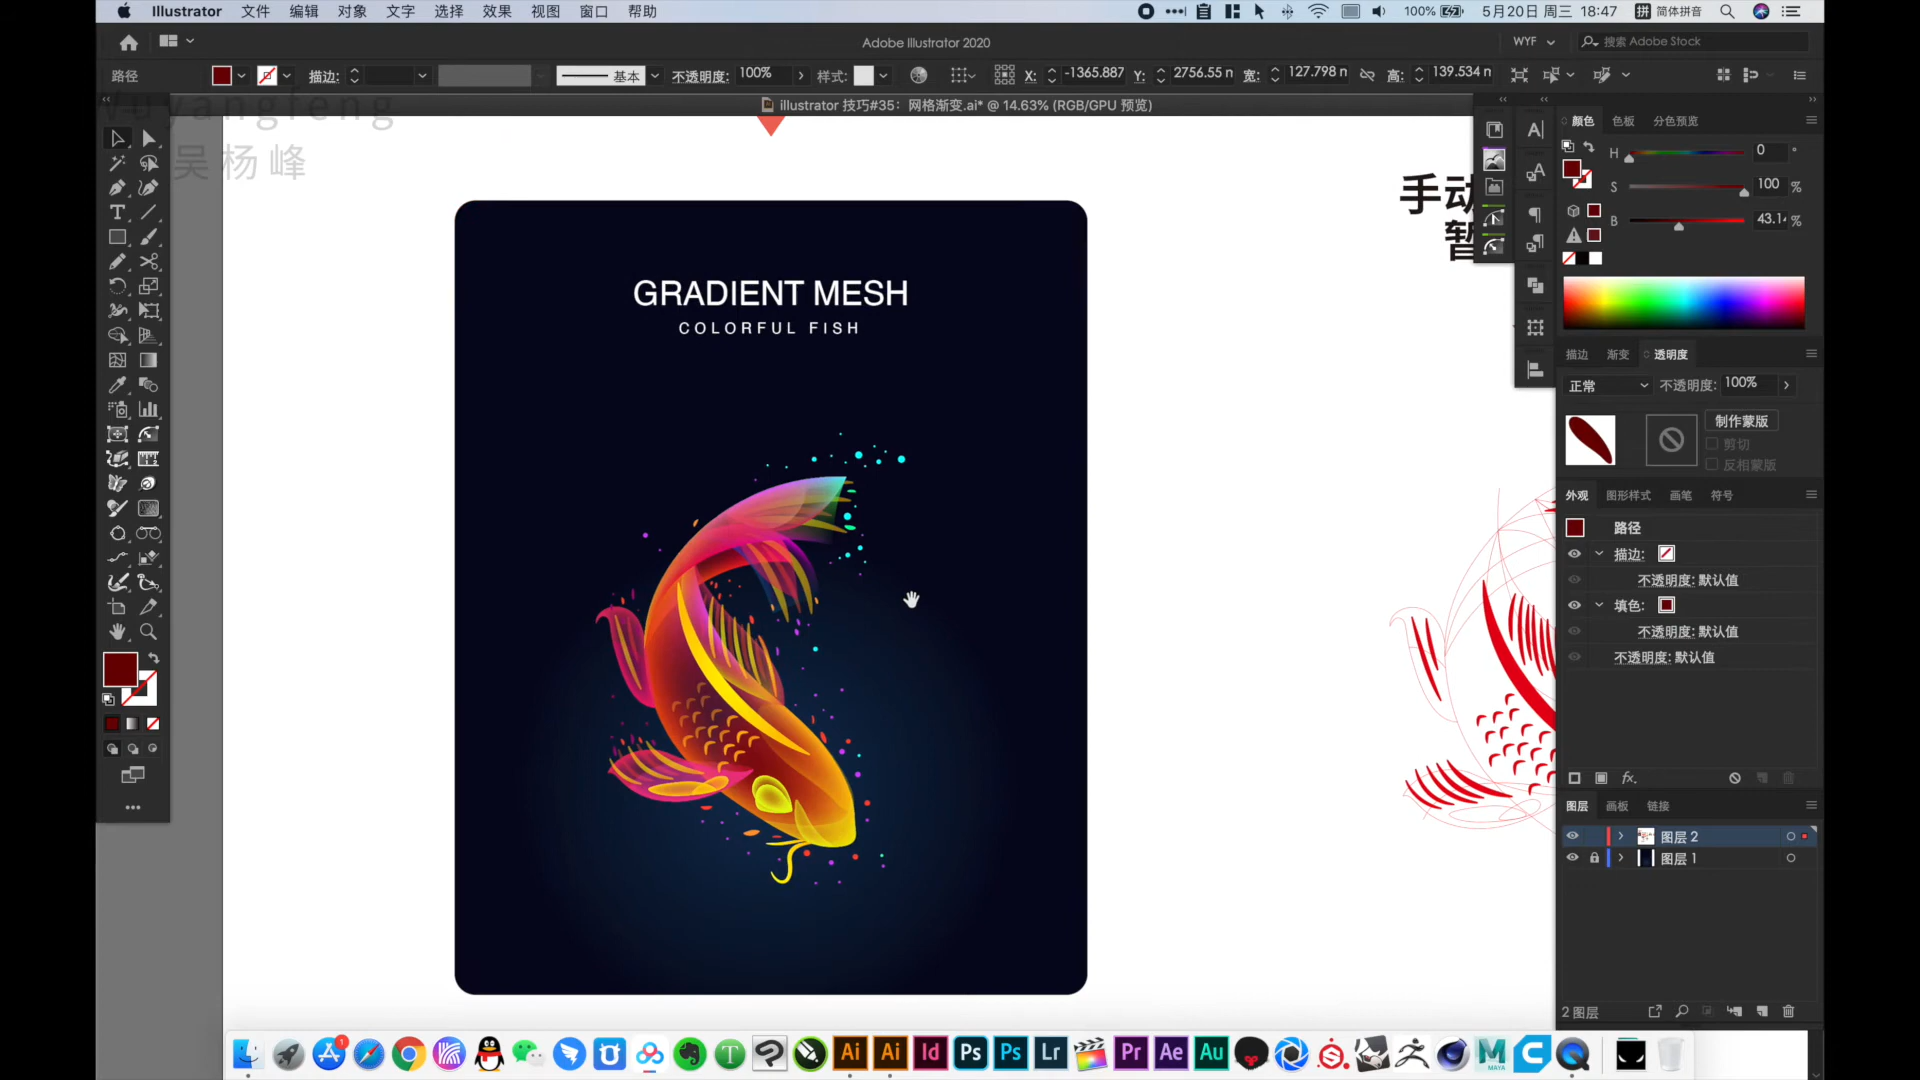 Illustrator 文件 编辑 对象 文字 选择 效果 视图 窗口 帮助
100% 5月20日 周三 18:47 拼 简体拼音
Adobe Illustrator 2020
WYF
搜索 Adobe Stock
路径
描边:
基本
不透明度: 100%
样式:
X: -1365.887
Y: 2756.55 n
宽: 127.798 n
高: 139.534 n
illustrator 技巧#35：网格渐变.ai* @ 14.63% (RGB/GPU 预览)
Wuyangfeng
吴杨峰
GRADIENT MESH
COLORFUL FISH
手动
暂
颜色 色板 分色预览
H 0 °
S 100 %
B 43.14 %
描边 渐变 透明度
正常 不透明度: 100%
制作蒙版
剪切
反相蒙版
外观 图形样式 画笔 符号
路径
描边:
不透明度: 默认值
填色:
不透明度: 默认值
不透明度: 默认值
fx.
图层 画板 链接
图层 2
图层 1
2 图层
1 T Ai Ai Id Ps Ps Lr Pr Ae Au MAYA